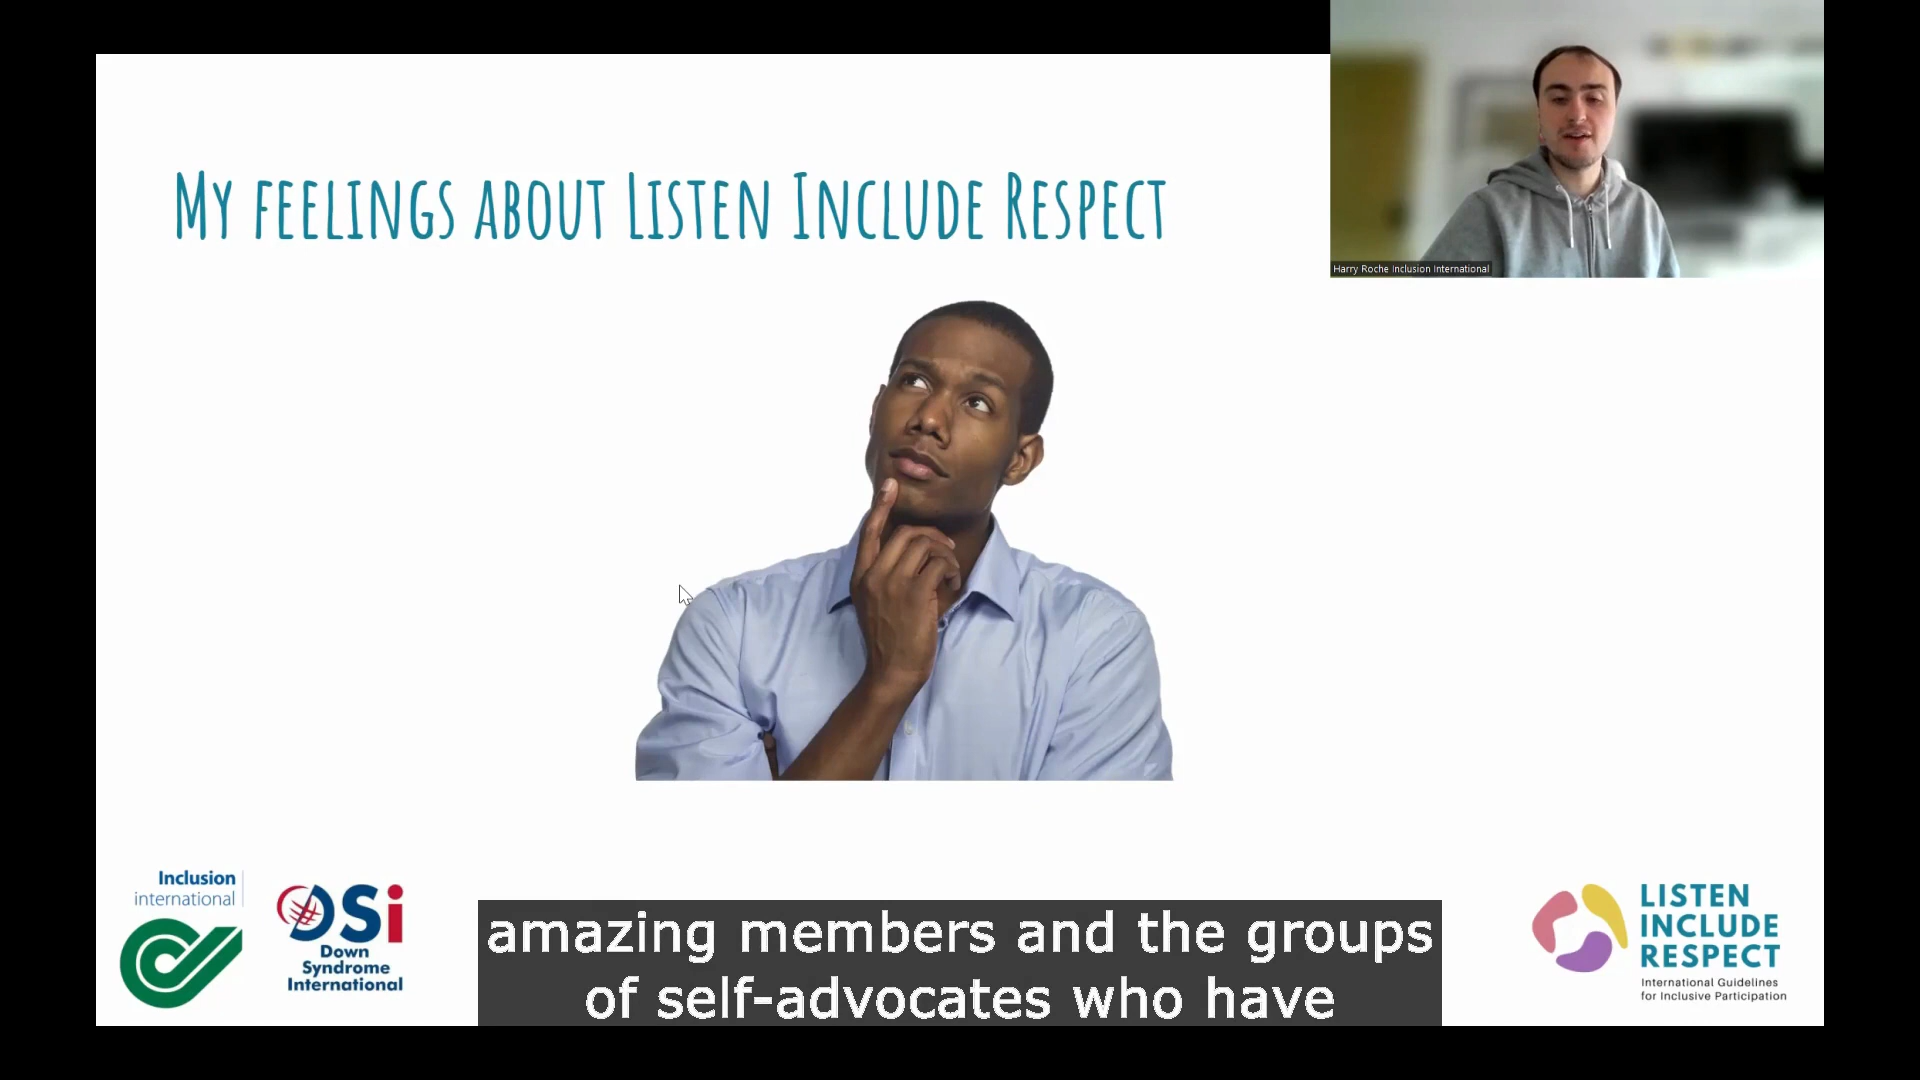 My feelings about Listen Include Respect
Harry Roche Inclusion International
Inclusion
international
DSi
Down
Syndrome
International
amazing members and the groups
of self-advocates who have
LISTEN
INCLUDE
RESPECT
International Guidelines
for Inclusive Participation